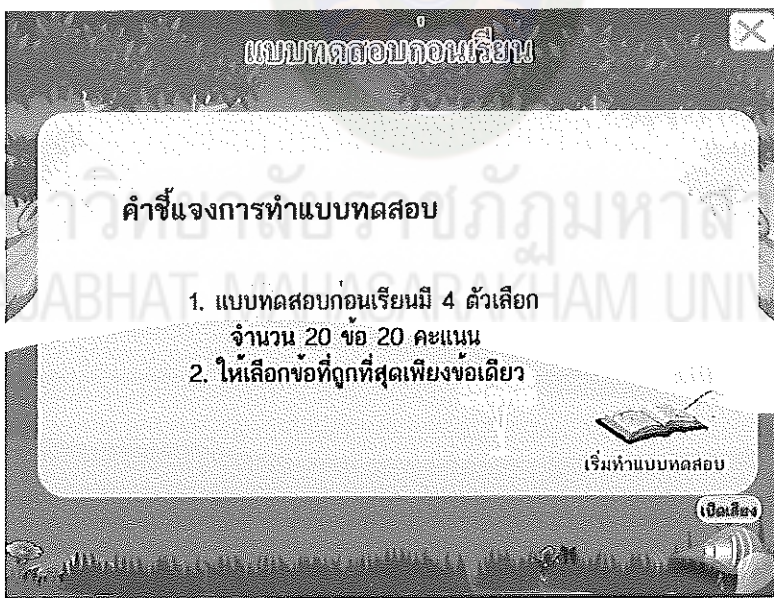 แบบทดสอบก่อนเรียน
คำชี้แจงการทำแบบทดสอบ
1. แบบทดสอบก่อนเรียนมี 4 ตัวเลือก
จำนวน 20 ข้อ 20 คะแนน
2. ให้เลือกข้อที่ถูกที่สุดเพียงข้อเดียว
เริ่มทำแบบทดสอบ
เปิดเสียง